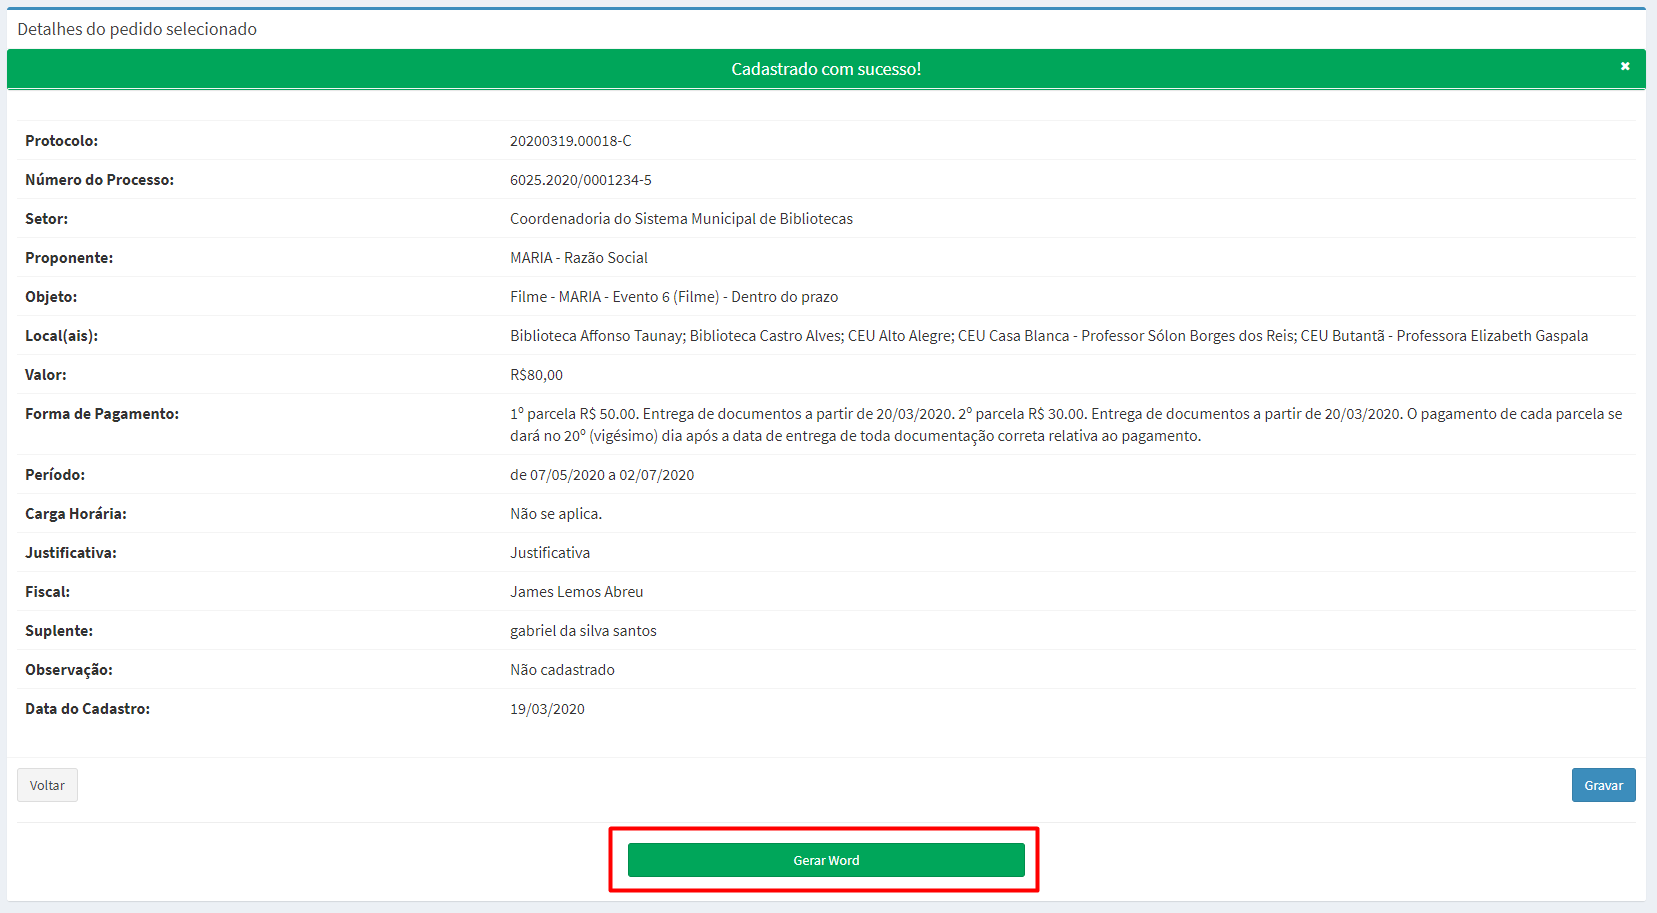 Detalhes do pedido selecionado
Cadastrado com sucesso! ✖
Protocolo: 20200319.00018-C
Número do Processo: 6025.2020/0001234-5
Setor: Coordenadoria do Sistema Municipal de Bibliotecas
Proponente: MARIA - Razão Social
Objeto: Filme - MARIA - Evento 6 (Filme) - Dentro do prazo
Local(ais): Biblioteca Affonso Taunay; Biblioteca Castro Alves; CEU Alto Alegre; CEU Casa Blanca - Professor Sólon Borges dos Reis; CEU Butantã - Professora Elizabeth Gaspala
Valor: R$80,00
Forma de Pagamento: 1º parcela R$ 50.00. Entrega de documentos a partir de 20/03/2020. 2º parcela R$ 30.00. Entrega de documentos a partir de 20/03/2020. O pagamento de cada parcela se
dará no 20º (vigésimo) dia após a data de entrega de toda documentação correta relativa ao pagamento.
Período: de 07/05/2020 a 02/07/2020
Carga Horária: Não se aplica.
Justificativa: Justificativa
Fiscal: James Lemos Abreu
Suplente: gabriel da silva santos
Observação: Não cadastrado
Data do Cadastro: 19/03/2020
Voltar Gravar
Gerar Word